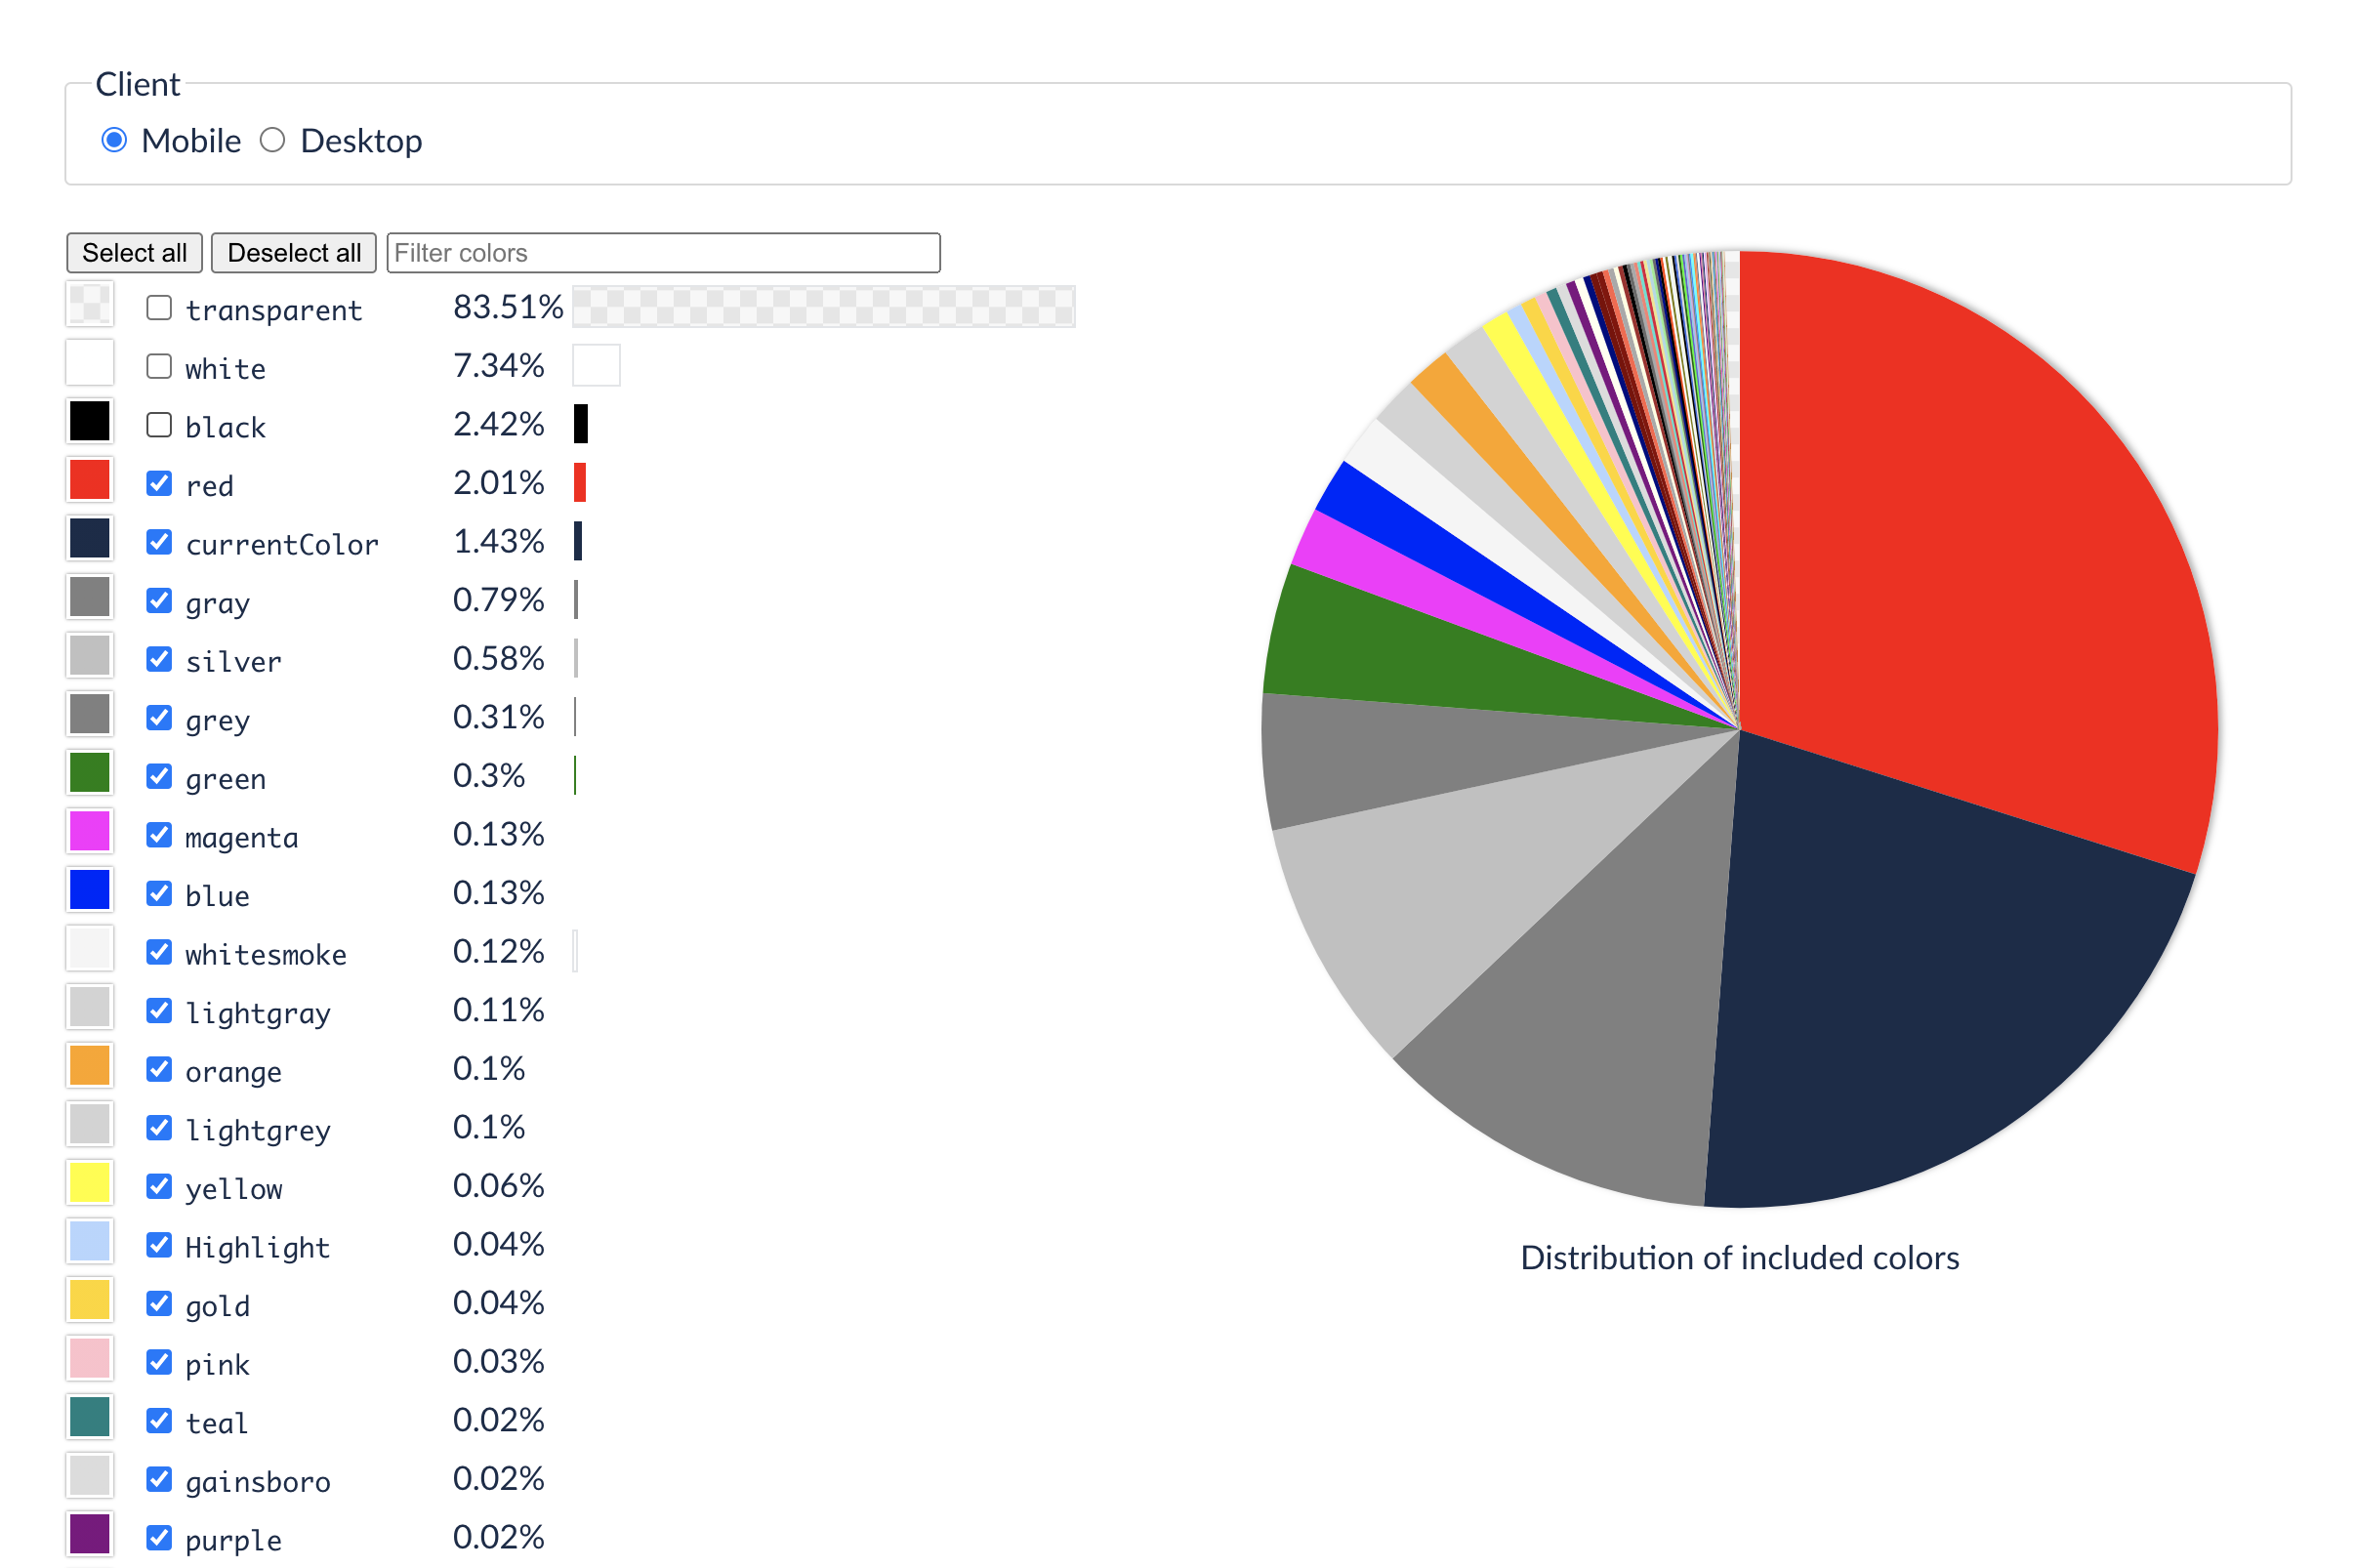 Client
Mobile Desktop
Select all Deselect all Filter colors
transparent 83.51%
white 7.34%
black 2.42%
red 2.01%
currentColor 1.43%
gray 0.79%
silver 0.58%
grey 0.31%
green 0.3%
magenta 0.13%
blue 0.13%
whitesmoke 0.12%
lightgray 0.11%
orange 0.1%
lightgrey 0.1%
yellow 0.06%
Highlight 0.04%
gold 0.04%
pink 0.03%
teal 0.02%
gainsboro 0.02%
purple 0.02%
Distribution of included colors